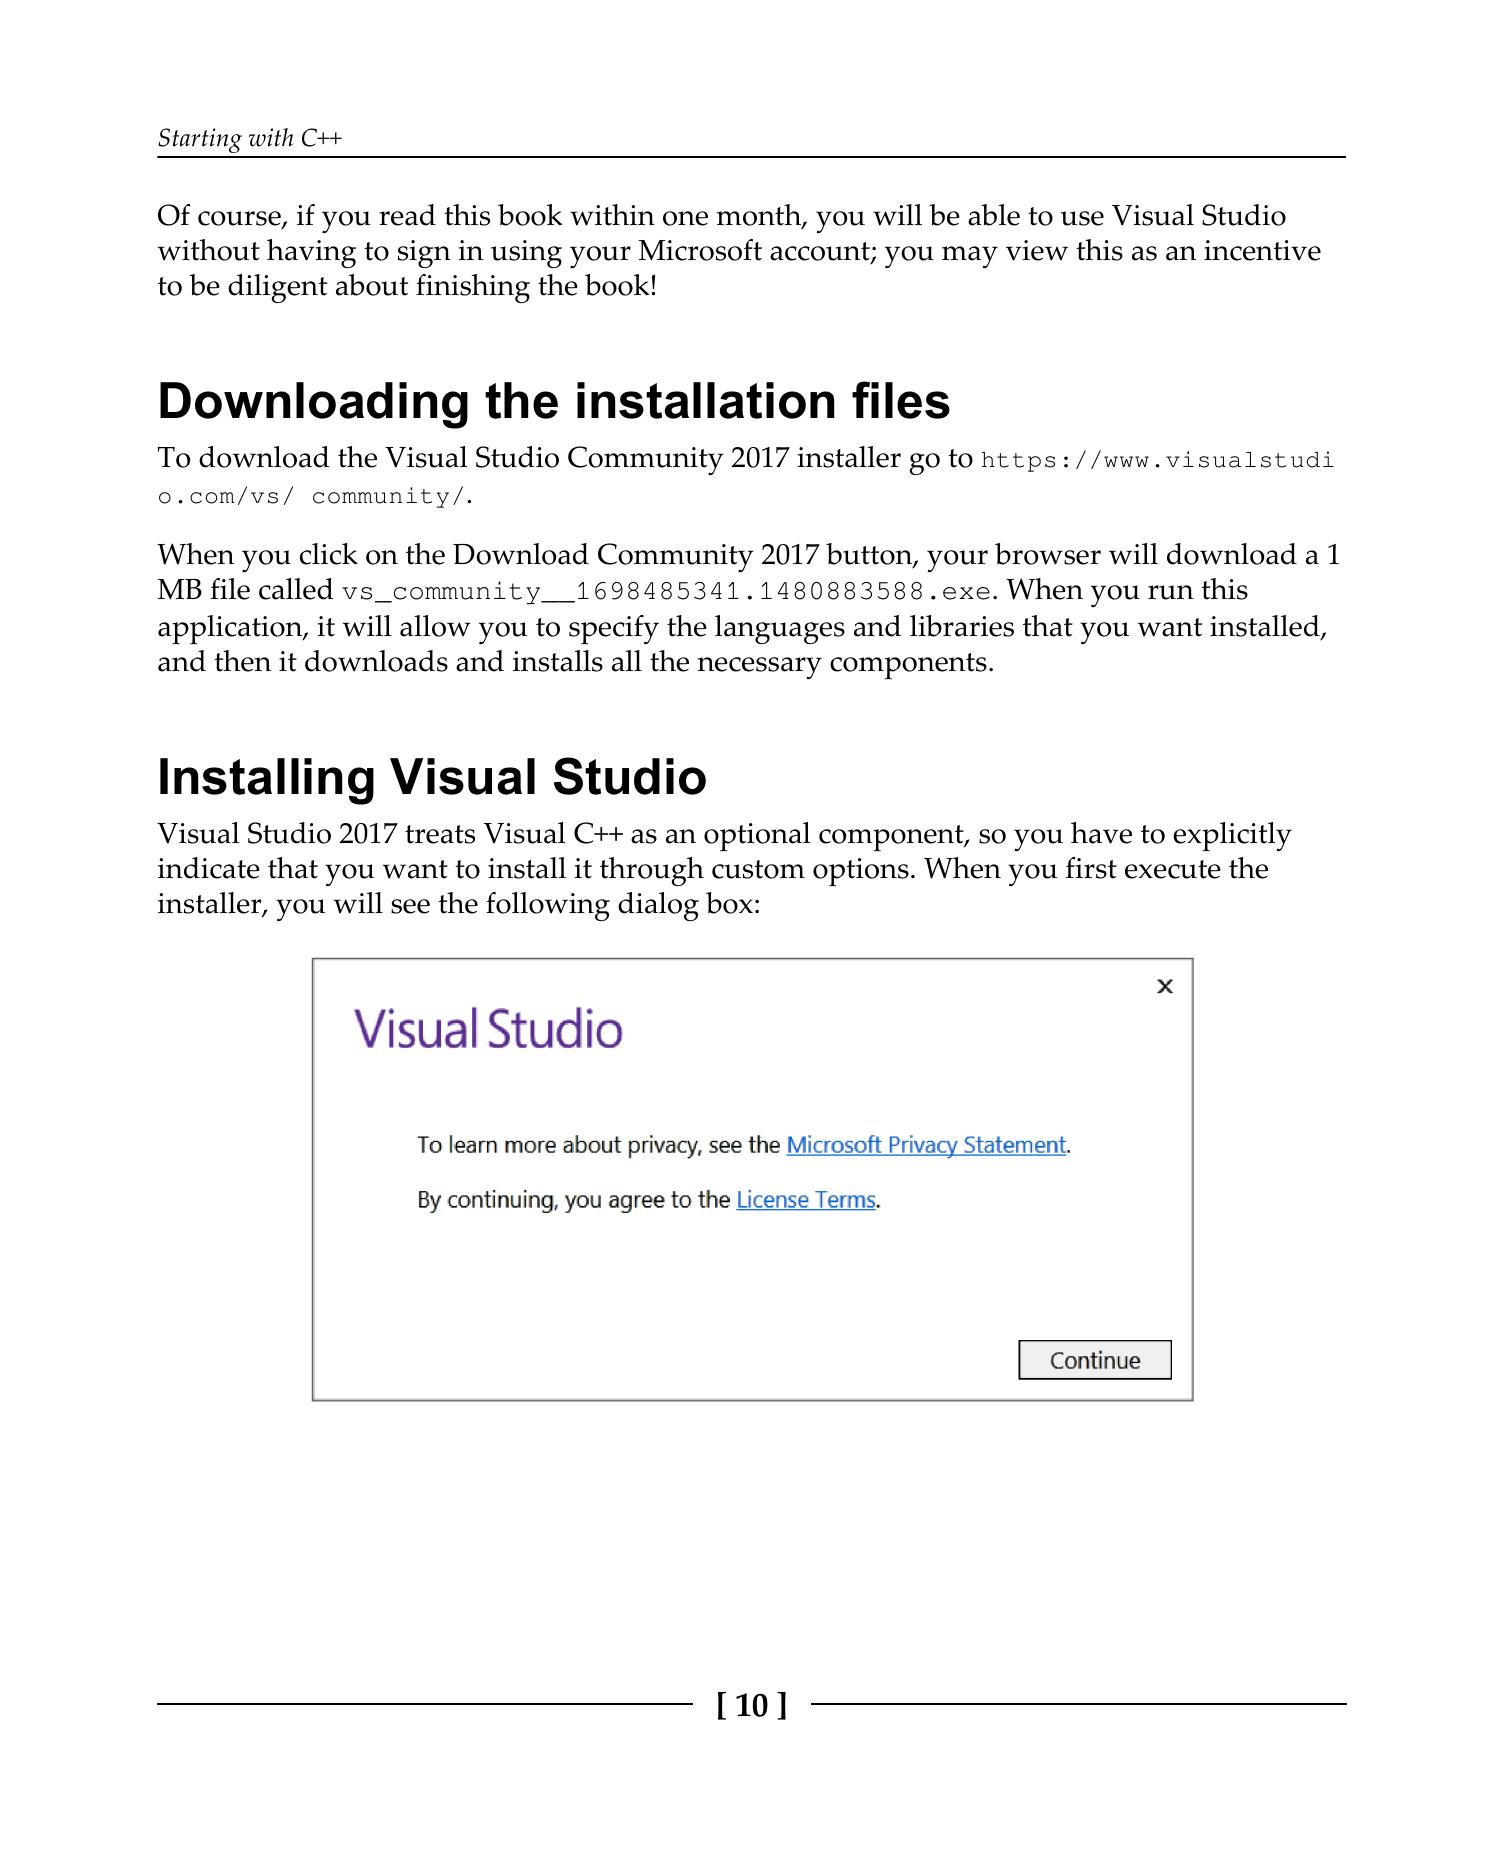 Starting with C++
Of course, if you read this book within one month, you will be able to use Visual Studio
without having to sign in using your Microsoft account; you may view this as an incentive
to be diligent about finishing the book!
Downloading the installation files
To download the Visual Studio Community 2017 installer go to https://www.visualstudi
o.com/vs/ community/.
When you click on the Download Community 2017 button, your browser will download a 1
MB file called vs_community__1698485341.1480883588.exe. When you run this
application, it will allow you to specify the languages and libraries that you want installed,
and then it downloads and installs all the necessary components.
Installing Visual Studio
Visual Studio 2017 treats Visual C++ as an optional component, so you have to explicitly
indicate that you want to install it through custom options. When you first execute the
installer, you will see the following dialog box:
x
Visual Studio
To learn more about privacy, see the Microsoft Privacy Statement.
By continuing, you agree to the License Terms.
Continue
[ 10 ]